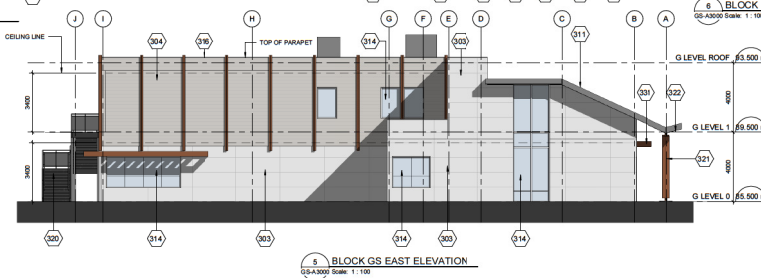 J I H G F E D C B A
6 BLOCK
GS-A3000 Scale: 1 : 100
CEILING LINE
304
316
TOP OF PARAPET
314
303
311
G LEVEL ROOF 93.500
3400
331
322
4000
G LEVEL 1 89.500
3400
321
4000
G LEVEL 0 85.500
320
314
303
314
303
314
5 BLOCK GS EAST ELEVATION
GS-A3000 Scale: 1 : 100